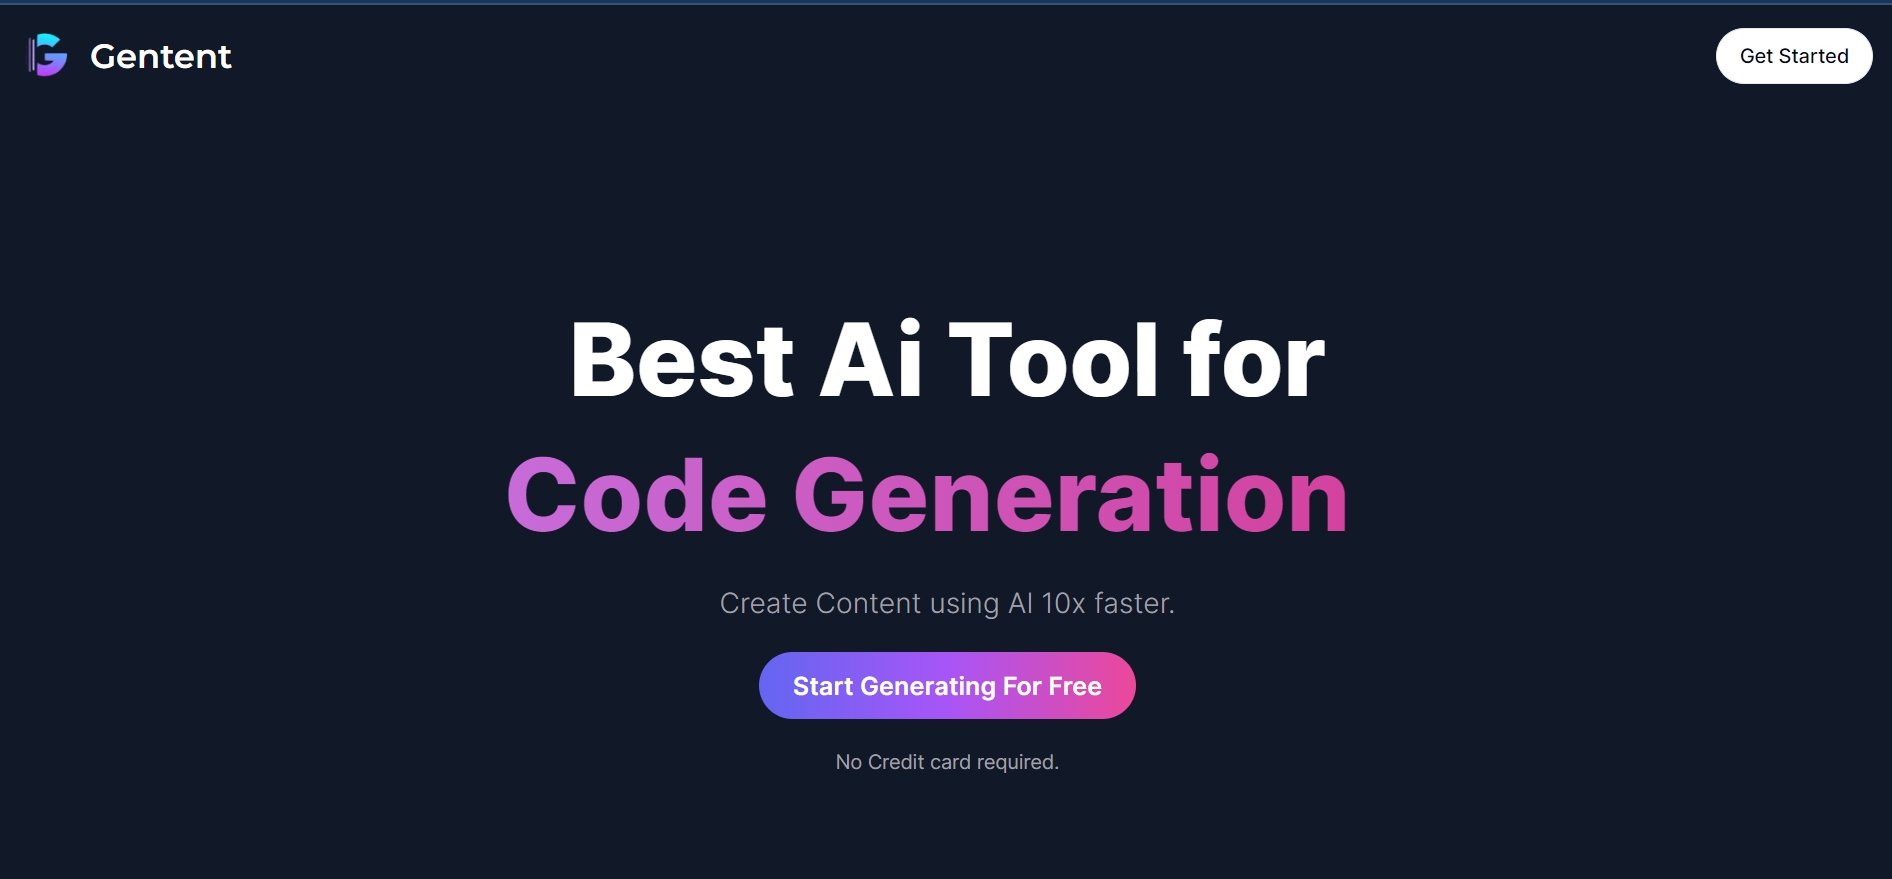 Gentent
Get Started
Best Ai Tool for
Code Generation
Create Content using AI 10x faster.
Start Generating For Free
No Credit card required.